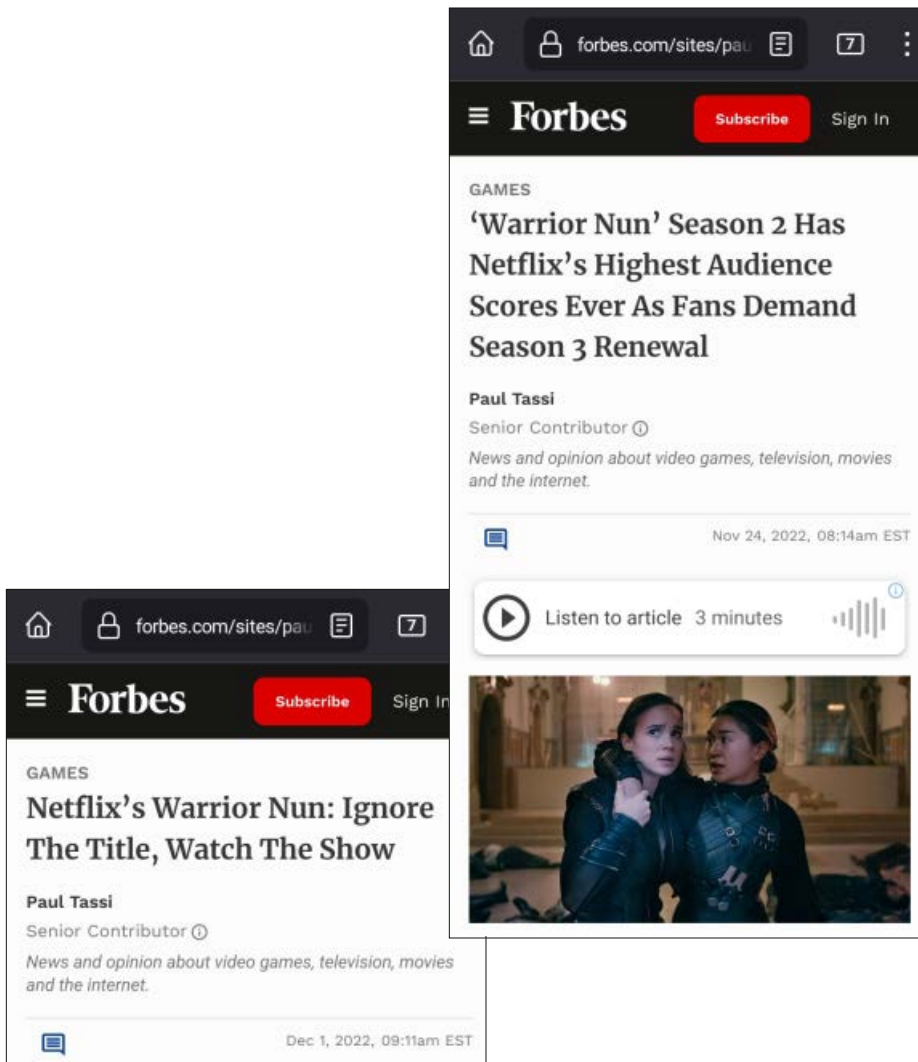 forbes.com/sites/pau
7
Forbes
Subscribe
Sign In
GAMES
‘Warrior Nun’ Season 2 Has
Netflix’s Highest Audience
Scores Ever As Fans Demand
Season 3 Renewal
Paul Tassi
Senior Contributor
News and opinion about video games, television, movies
and the internet.
Nov 24, 2022, 08:14am EST
Listen to article 3 minutes
forbes.com/sites/pau
7
Forbes
Subscribe
Sign In
GAMES
Netflix’s Warrior Nun: Ignore
The Title, Watch The Show
Paul Tassi
Senior Contributor
News and opinion about video games, television, movies
and the internet.
Dec 1, 2022, 09:11am EST